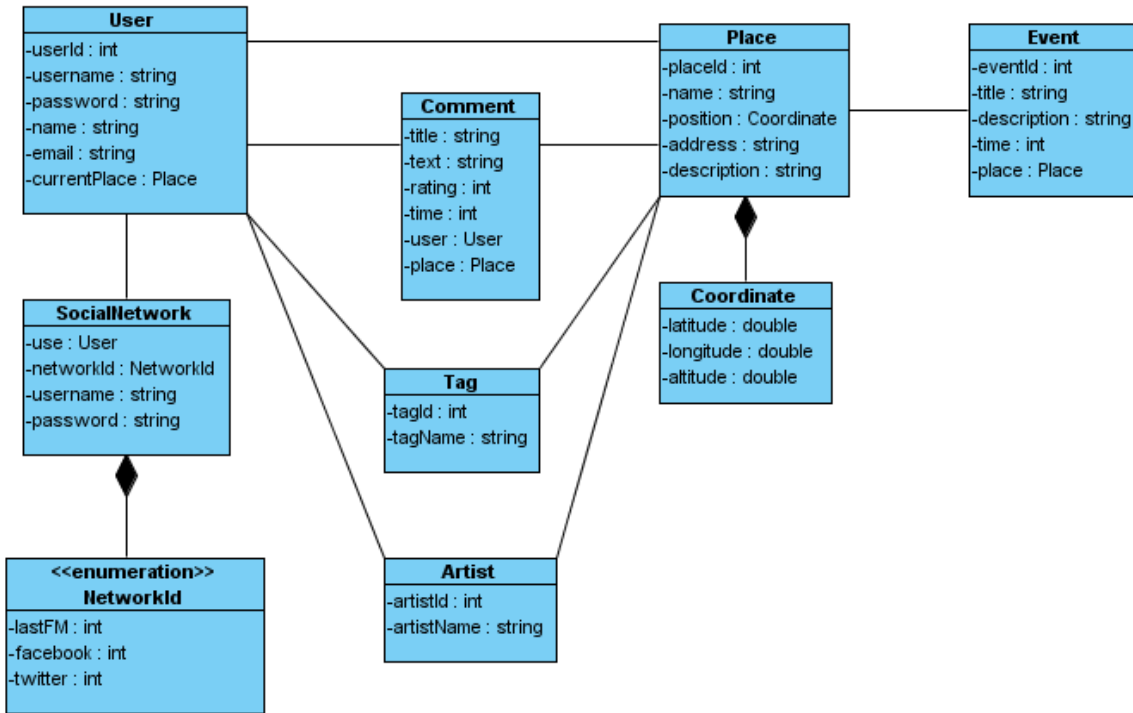 User
-userId : int
-username : string
-password : string
-name : string
-email : string
-currentPlace : Place
Comment
-title : string
-text : string
-rating : int
-time : int
-user : User
-place : Place
Place
-placeId : int
-name : string
-position : Coordinate
-address : string
-description : string
Event
-eventId : int
-title : string
-description : string
-time : int
-place : Place
SocialNetwork
-use : User
-networkId : NetworkId
-username : string
-password : string
Tag
-tagId : int
-tagName : string
Coordinate
-latitude : double
-longitude : double
-altitude : double
<<enumeration>>
NetworkId
-lastFM : int
-facebook : int
-twitter : int
Artist
-artistId : int
-artistName : string